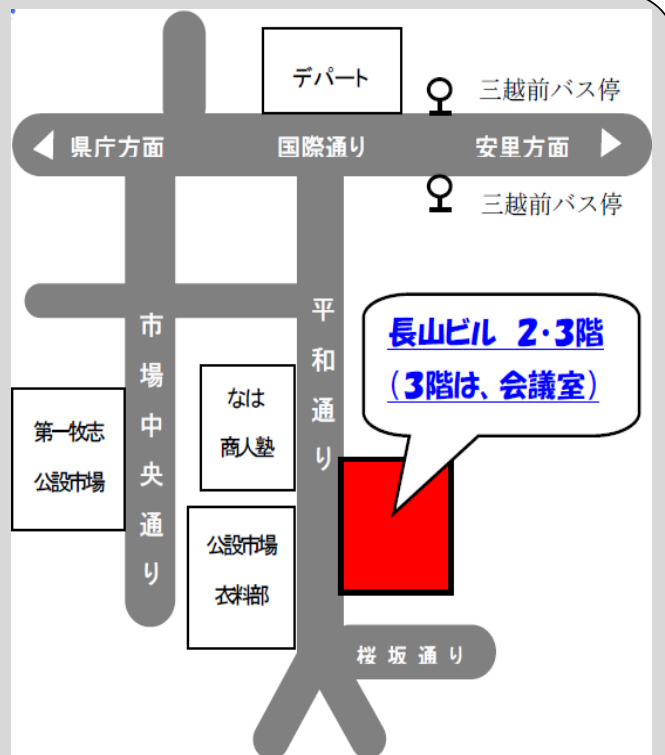 デパート
三越前バス停
県庁方面
国際通り
安里方面
三越前バス停
市場中央通り
平和通り
長山ビル 2・3階
（3階は、会議室）
なは
商人塾
第一牧志
公設市場
公設市場
衣料部
桜坂通り